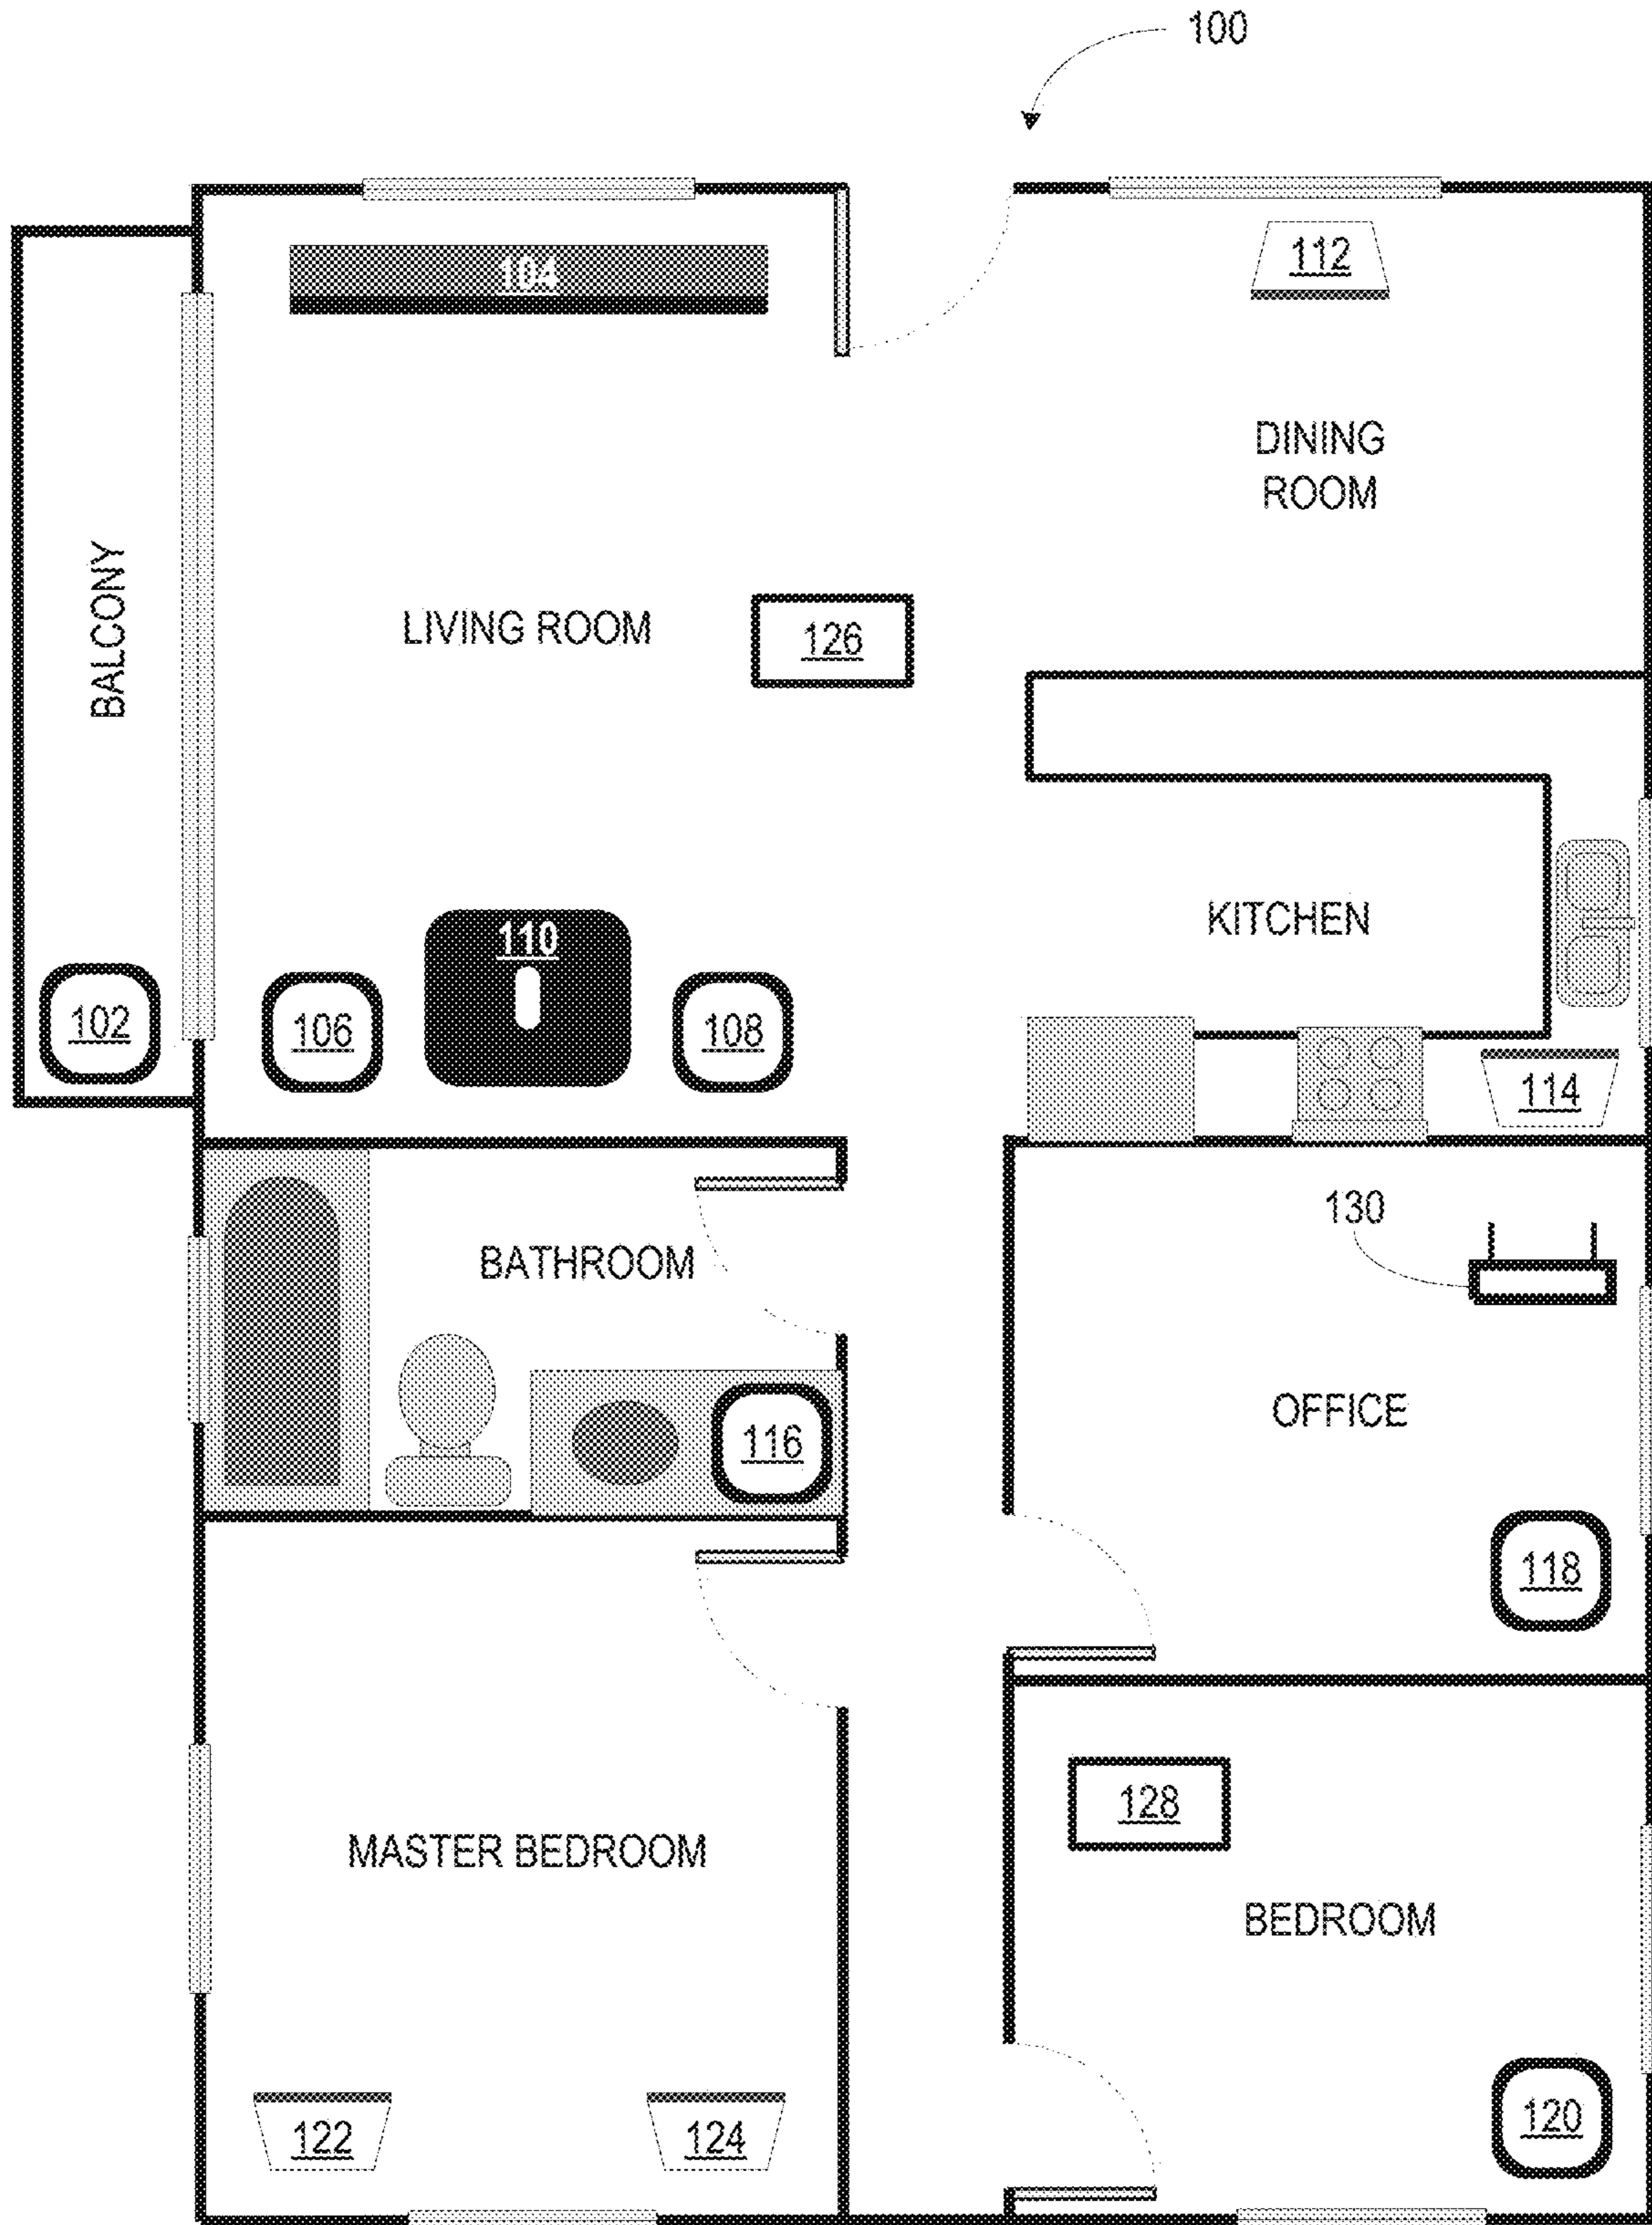 100
104
112
DINING
ROOM
BALCONY
LIVING ROOM
126
KITCHEN
110
102
106
108
114
130
BATHROOM
OFFICE
116
118
128
MASTER BEDROOM
BEDROOM
122
124
120